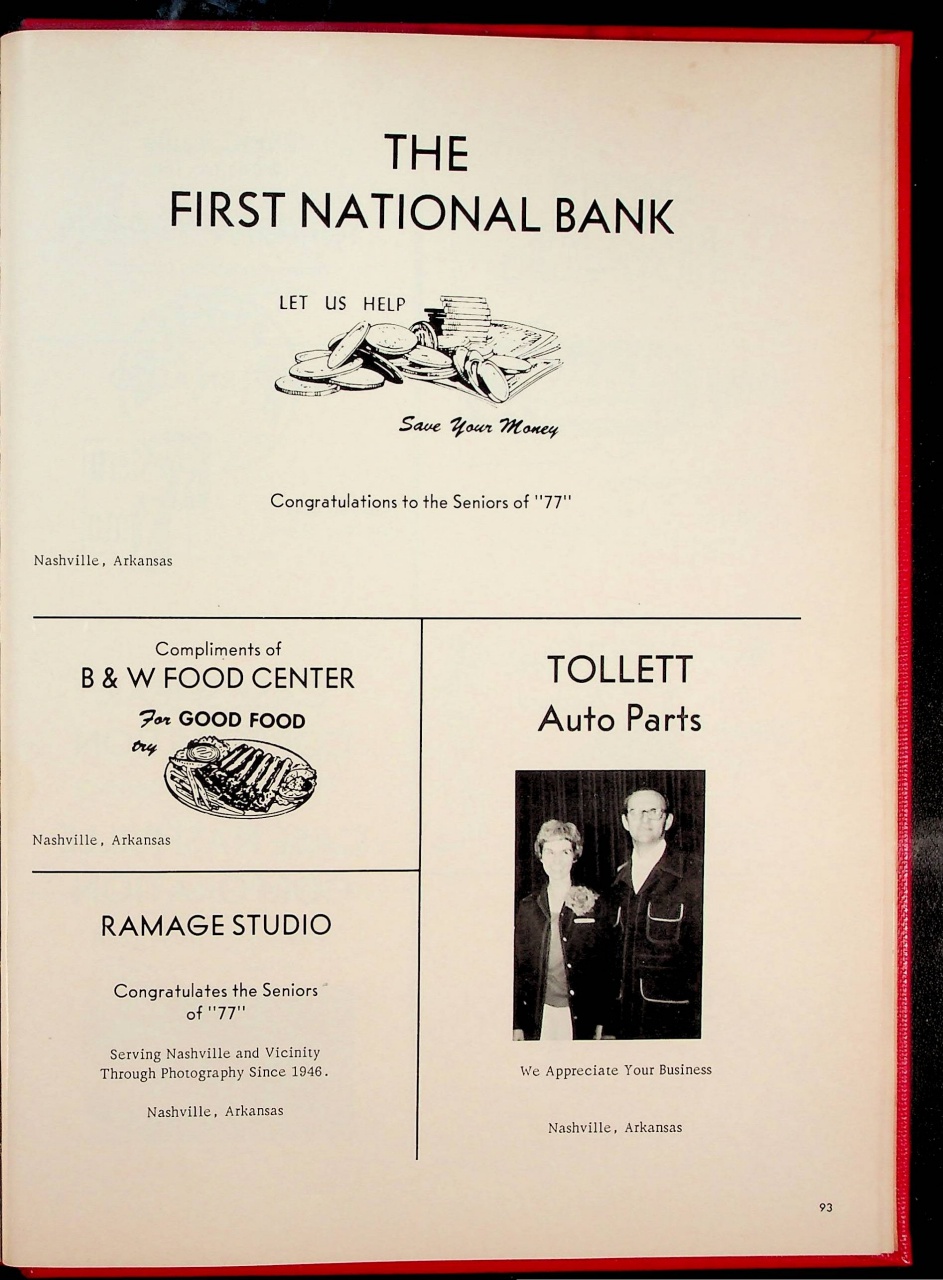 THE
FIRST NATIONAL BANK
LET US HELP
Save Your Money
Congratulations to the Seniors of "77"
Nashville, Arkansas
Compliments of
B & W FOOD CENTER
For GOOD FOOD
try
Nashville, Arkansas
RAMAGE STUDIO
Congratulates the Seniors
of "77"
Serving Nashville and Vicinity
Through Photography Since 1946.
Nashville, Arkansas
TOLLETT
Auto Parts
We Appreciate Your Business
Nashville, Arkansas
93